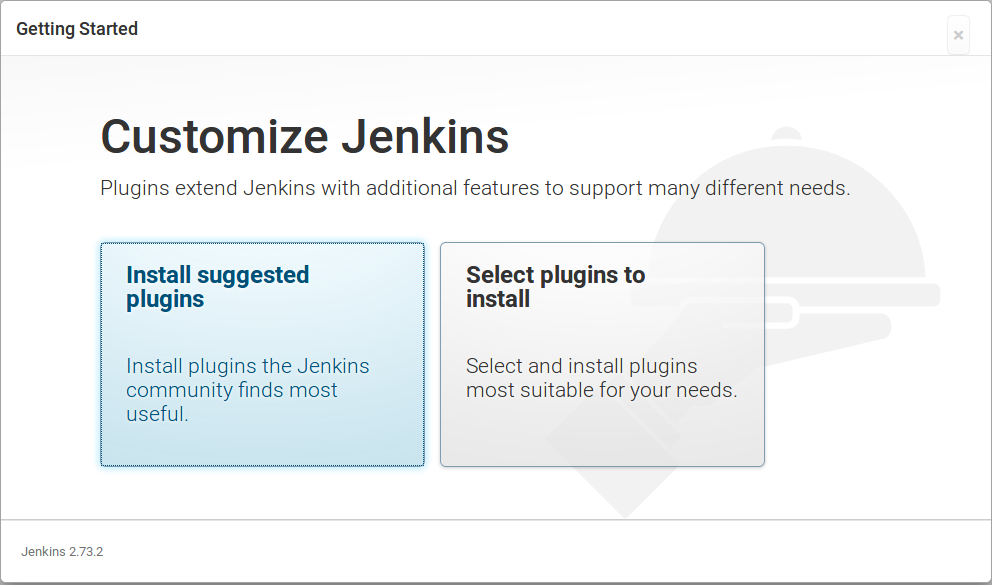 Getting Started
×
Customize Jenkins
Plugins extend Jenkins with additional features to support many different needs.
Install suggested
plugins
Install plugins the Jenkins
community finds most
useful.
Select plugins to
install
Select and install plugins
most suitable for your needs.
Jenkins 2.73.2